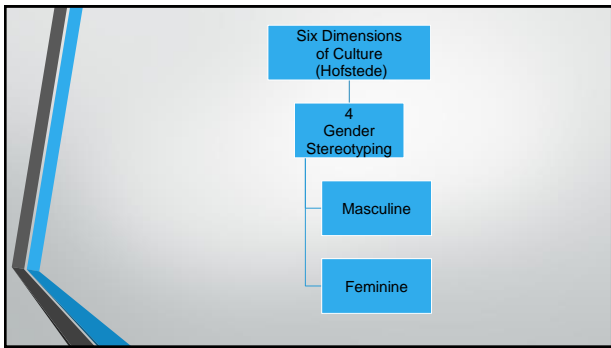 Six Dimensions
of Culture
(Hofstede)
4
Gender
Stereotyping
Masculine
Feminine